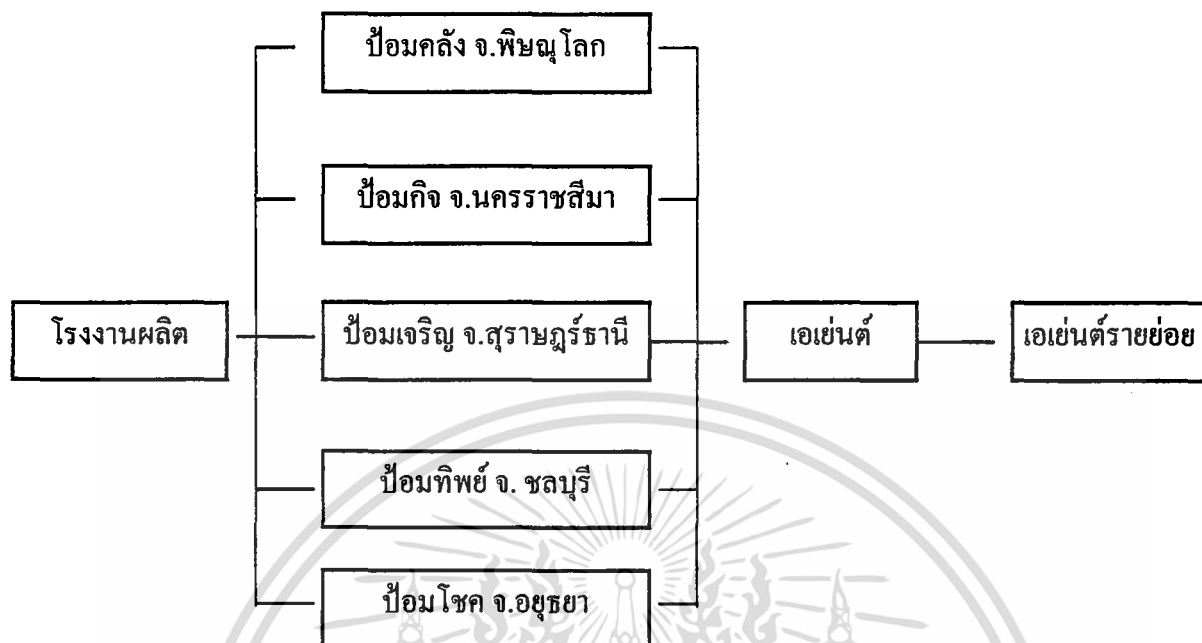 ป้อมคลัง จ.พิษณุโลก
ป้อมกิจ จ.นครราชสีมา
โรงงานผลิต
ป้อมเจริญ จ.สุราษฎร์ธานี
เอเย่นต์
เอเย่นต์รายย่อย
ป้อมทิพย์ จ. ชลบุรี
ป้อมโชค จ.อยุธยา